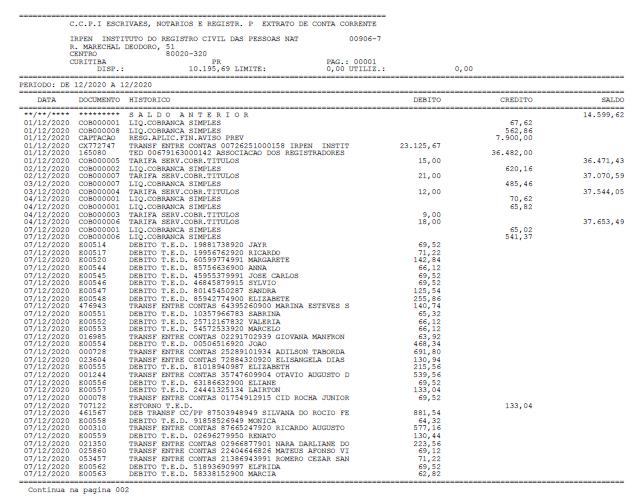 C.C.P.I ESCRIVAES, NOTARIOS E REGISTR. P EXTRATO DE CONTA CORRENTE
IRPEN INSTITUTO DO REGISTRO CIVIL DAS PESSOAS NAT 00906-7
R. MARECHAL DEODORO, 51
CENTRO 80020-320
CURITIBA PR PAG.: 00001
DISP.: 10.195,69 LIMITE: 0,00 UTILIZ.: 0,00
PERIODO: DE 12/2020 A 12/2020
DATA DOCUMENTO HISTORICO DEBITO CREDITO SALDO
**/**/**** ********* S A L D O A N T E R I O R 14.599,62
01/12/2020 COB000001 LIQ.COBRANCA SIMPLES 67,62
01/12/2020 COB000008 LIQ.COBRANCA SIMPLES 562,86
01/12/2020 CAPTACAO RESG.APLIC.FIN.AVISO PREV 7.900,00
01/12/2020 CX772747 TRANSF ENTRE CONTAS 00726251000158 IRPEN INSTIT 23.125,67
01/12/2020 165080 TED 00679163000142 ASSOCIACAO DOS REGISTRADORES 36.482,00
01/12/2020 COB000005 TARIFA SERV.COBR.TITULOS 15,00 36.471,43
02/12/2020 COB000002 LIQ.COBRANCA SIMPLES 620,16
02/12/2020 COB000007 TARIFA SERV.COBR.TITULOS 21,00 37.070,59
03/12/2020 COB000007 LIQ.COBRANCA SIMPLES 485,46
03/12/2020 COB000004 TARIFA SERV.COBR.TITULOS 12,00 37.544,05
04/12/2020 COB000001 LIQ.COBRANCA SIMPLES 70,62
04/12/2020 COB000001 LIQ.COBRANCA SIMPLES 65,82
04/12/2020 COB000003 TARIFA SERV.COBR.TITULOS 9,00
04/12/2020 COB000006 TARIFA SERV.COBR.TITULOS 18,00 37.653,49
07/12/2020 COB000001 LIQ.COBRANCA SIMPLES 65,02
07/12/2020 COB000006 LIQ.COBRANCA SIMPLES 541,37
07/12/2020 E00514 DEBITO T.E.D. 19881738920 JAYR 69,52
07/12/2020 E00517 DEBITO T.E.D. 19956762920 RICARDO 71,22
07/12/2020 E00520 DEBITO T.E.D. 60599774991 MARGARETE 142,84
07/12/2020 E00544 DEBITO T.E.D. 85756636900 ANNA 66,12
07/12/2020 E00545 DEBITO T.E.D. 45955379991 JOSE CARLOS 69,52
07/12/2020 E00546 DEBITO T.E.D. 46845879915 SYLVIO 69,52
07/12/2020 E00547 DEBITO T.E.D. 80145450287 SANDRA 125,54
07/12/2020 E00548 DEBITO T.E.D. 85942774900 ELIZABETE 255,86
07/12/2020 476943 TRANSF ENTRE CONTAS 64395260900 MARINA ESTEVES S 140,74
07/12/2020 E00551 DEBITO T.E.D. 10357966783 SABRINA 65,32
07/12/2020 E00552 DEBITO T.E.D. 25712167832 VALERIA 66,12
07/12/2020 E00553 DEBITO T.E.D. 54572533920 MARCELO 66,12
07/12/2020 016985 TRANSF ENTRE CONTAS 02291702939 GIOVANA MANFRON 63,92
07/12/2020 E00554 DEBITO T.E.D. 00506516920 JOAO 468,34
07/12/2020 000728 TRANSF ENTRE CONTAS 25289101934 ADILSON TABORDA 691,80
07/12/2020 023604 TRANSF ENTRE CONTAS 72884320920 ELISANGELA DIAS 130,94
07/12/2020 E00555 DEBITO T.E.D. 81018940987 ELIZABETH 215,56
07/12/2020 001244 TRANSF ENTRE CONTAS 35747609904 OTAVIO AUGUSTO D 539,56
07/12/2020 E00556 DEBITO T.E.D. 63186632900 ELIANE 69,52
07/12/2020 E00557 DEBITO T.E.D. 24441325134 LAIRTON 133,04
07/12/2020 000078 TRANSF ENTRE CONTAS 01754912915 CID ROCHA JUNIOR 69,52
07/12/2020 707122 ESTORNO T.E.D. 133,04
07/12/2020 461567 DEB TRANSF CC/PP 87503948949 SILVANA DO ROCIO FE 881,54
07/12/2020 E00558 DEBITO T.E.D. 91858526949 MONICA 64,32
07/12/2020 000310 TRANSF ENTRE CONTAS 87665247920 RICARDO AUGUSTO 577,16
07/12/2020 E00559 DEBITO T.E.D. 02696279950 RENATO 130,44
07/12/2020 021350 TRANSF ENTRE CONTAS 02966877901 NARA DARLIANE DO 223,56
07/12/2020 025860 TRANSF ENTRE CONTAS 22404646826 MATEUS AFONSO VI 69,12
07/12/2020 053457 TRANSF ENTRE CONTAS 21386943991 ROMERO CEZAR SAN 71,22
07/12/2020 E00562 DEBITO T.E.D. 51893690997 ELFRIDA 69,52
07/12/2020 E00563 DEBITO T.E.D. 58338152900 MARCIA 62,82
Continua na pagina 002